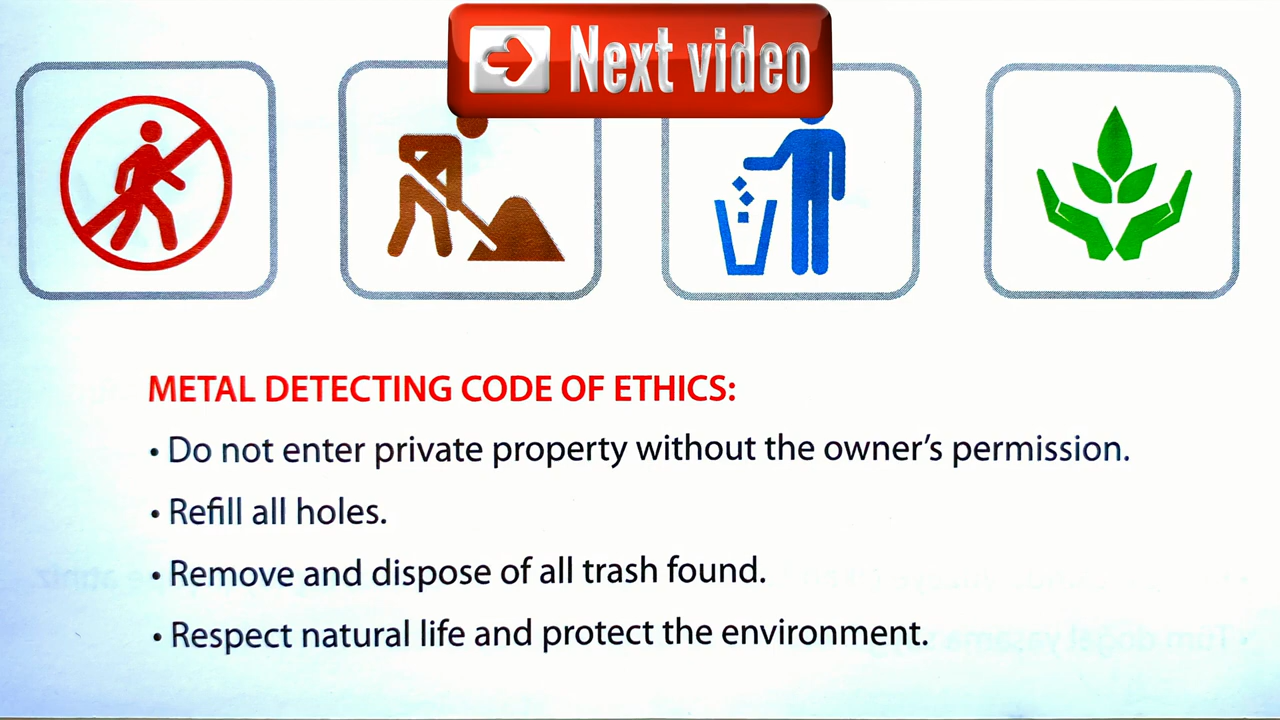 Next video
METAL DETECTING CODE OF ETHICS:
• Do not enter private property without the owner's permission.
• Refill all holes.
• Remove and dispose of all trash found.
• Respect natural life and protect the environment.